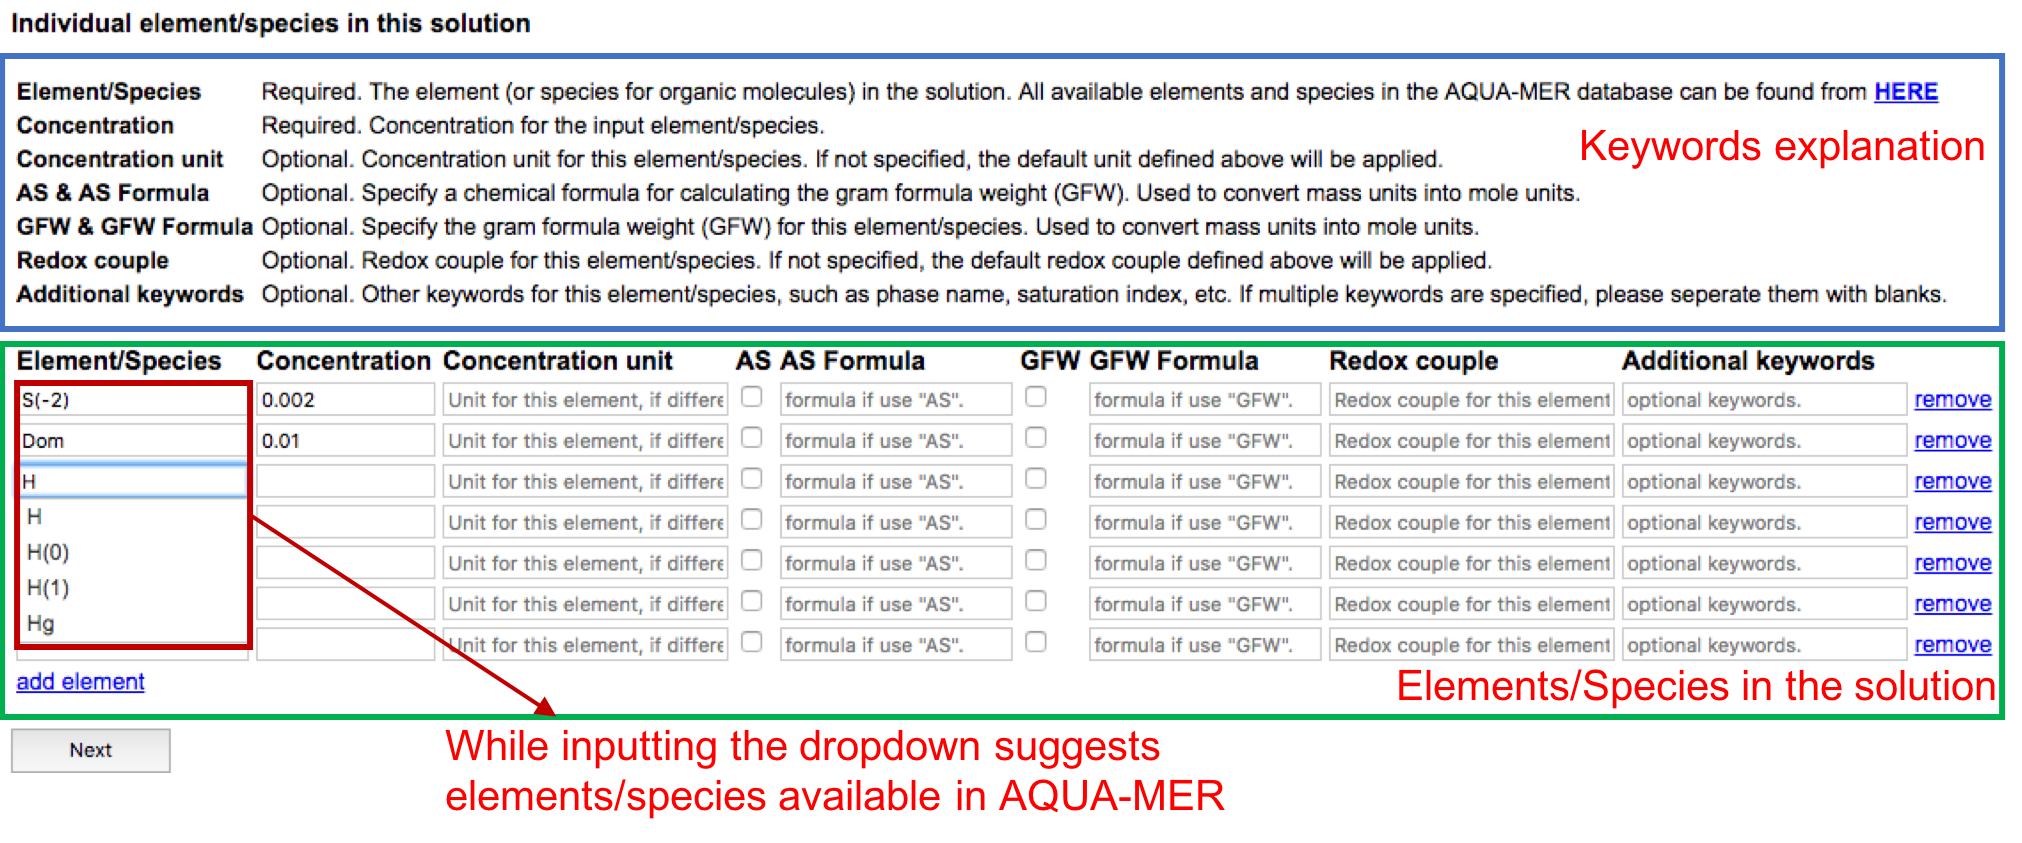 Individual element/species in this solution
Element/Species Required. The element (or species for organic molecules) in the solution. All available elements and species in the AQUA-MER database can be found from HERE
Concentration Required. Concentration for the input element/species.
Keywords explanation
Concentration unit Optional. Concentration unit for this element/species. If not specified, the default unit defined above will be applied.
AS & AS Formula Optional. Specify a chemical formula for calculating the gram formula weight (GFW). Used to convert mass units into mole units.
GFW & GFW Formula Optional. Specify the gram formula weight (GFW) for this element/species. Used to convert mass units into mole units.
Redox couple Optional. Redox couple for this element/species. If not specified, the default redox couple defined above will be applied.
Additional keywords Optional. Other keywords for this element/species, such as phase name, saturation index, etc. If multiple keywords are specified, please seperate them with blanks.
Element/Species Concentration Concentration unit AS AS Formula GFW GFW Formula Redox couple Additional keywords
S(-2) 0.002 Unit for this element, if differe formula if use "AS". formula if use "GFW". Redox couple for this element optional keywords. remove
Dom 0.01 Unit for this element, if differe formula if use "AS". formula if use "GFW". Redox couple for this element optional keywords. remove
H Unit for this element, if differe formula if use "AS". formula if use "GFW". Redox couple for this element optional keywords. remove
H Unit for this element, if differe formula if use "AS". formula if use "GFW". Redox couple for this element optional keywords. remove
H(0) Unit for this element, if differe formula if use "AS". formula if use "GFW". Redox couple for this element optional keywords. remove
H(1) Unit for this element, if differe formula if use "AS". formula if use "GFW". Redox couple for this element optional keywords. remove
Hg Unit for this element, if differe formula if use "AS". formula if use "GFW". Redox couple for this element optional keywords. remove
add element
Elements/Species in the solution
Next
While inputting the dropdown suggests
elements/species available in AQUA-MER